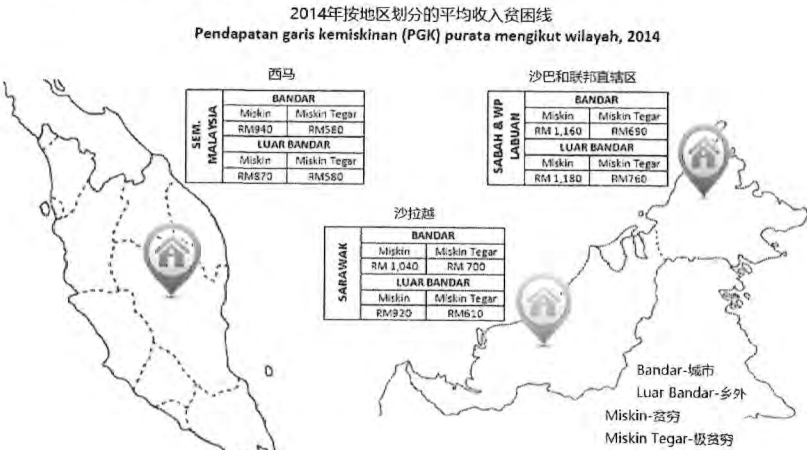 2014年按地区划分的平均收入贫困线
Pendapatan garis kemiskinan (PGK) purata mengikut wilayah, 2014
西马
SEM. MALAYSIA
BANDAR
Miskin Miskin Tegar
RM940 RM580
LUAR BANDAR
Miskin Miskin Tegar
RM870 RM580
沙巴和联邦直辖区
SABAH & WP LABUAN
BANDAR
Miskin Miskin Tegar
RM 1,160 RM690
LUAR BANDAR
Miskin Miskin Tegar
RM 1,180 RM760
沙拉越
SARAWAK
BANDAR
Miskin Miskin Tegar
RM 1,040 RM 700
LUAR BANDAR
Miskin Miskin Tegar
RM920 RM610
Bandar-城市
Luar Bandar-乡外
Miskin-贫穷
Miskin Tegar-极贫穷